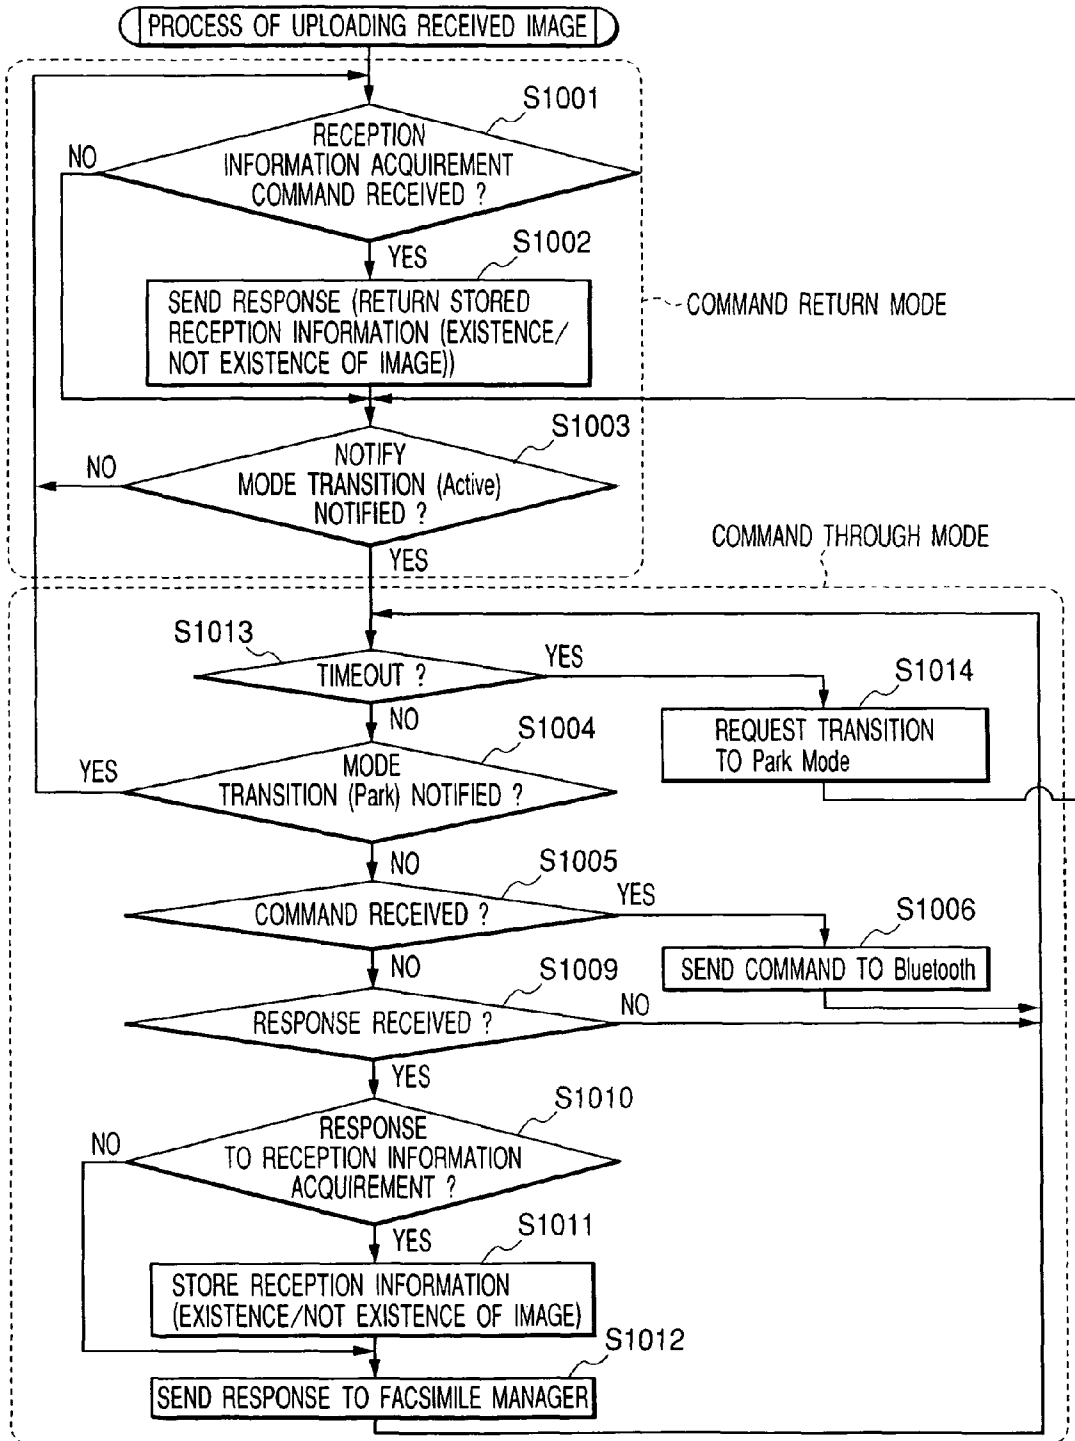 PROCESS OF UPLOADING RECEIVED IMAGE
S1001
RECEPTION
INFORMATION ACQUIREMENT
COMMAND RECEIVED ?
NO
YES
S1002
SEND RESPONSE (RETURN STORED
RECEPTION INFORMATION (EXISTENCE/
NOT EXISTENCE OF IMAGE))
COMMAND RETURN MODE
S1003
NOTIFY
MODE TRANSITION (Active)
NOTIFIED ?
NO
YES
COMMAND THROUGH MODE
S1013
TIMEOUT ?
YES
NO
S1014
REQUEST TRANSITION
TO Park Mode
S1004
MODE
TRANSITION (Park) NOTIFIED ?
YES
NO
S1005
COMMAND RECEIVED ?
YES
NO
S1006
SEND COMMAND TO Bluetooth
S1009
RESPONSE RECEIVED ?
NO
YES
S1010
RESPONSE
TO RECEPTION INFORMATION
ACQUIREMENT ?
NO
YES
S1011
STORE RECEPTION INFORMATION
(EXISTENCE/NOT EXISTENCE OF IMAGE)
S1012
SEND RESPONSE TO FACSIMILE MANAGER